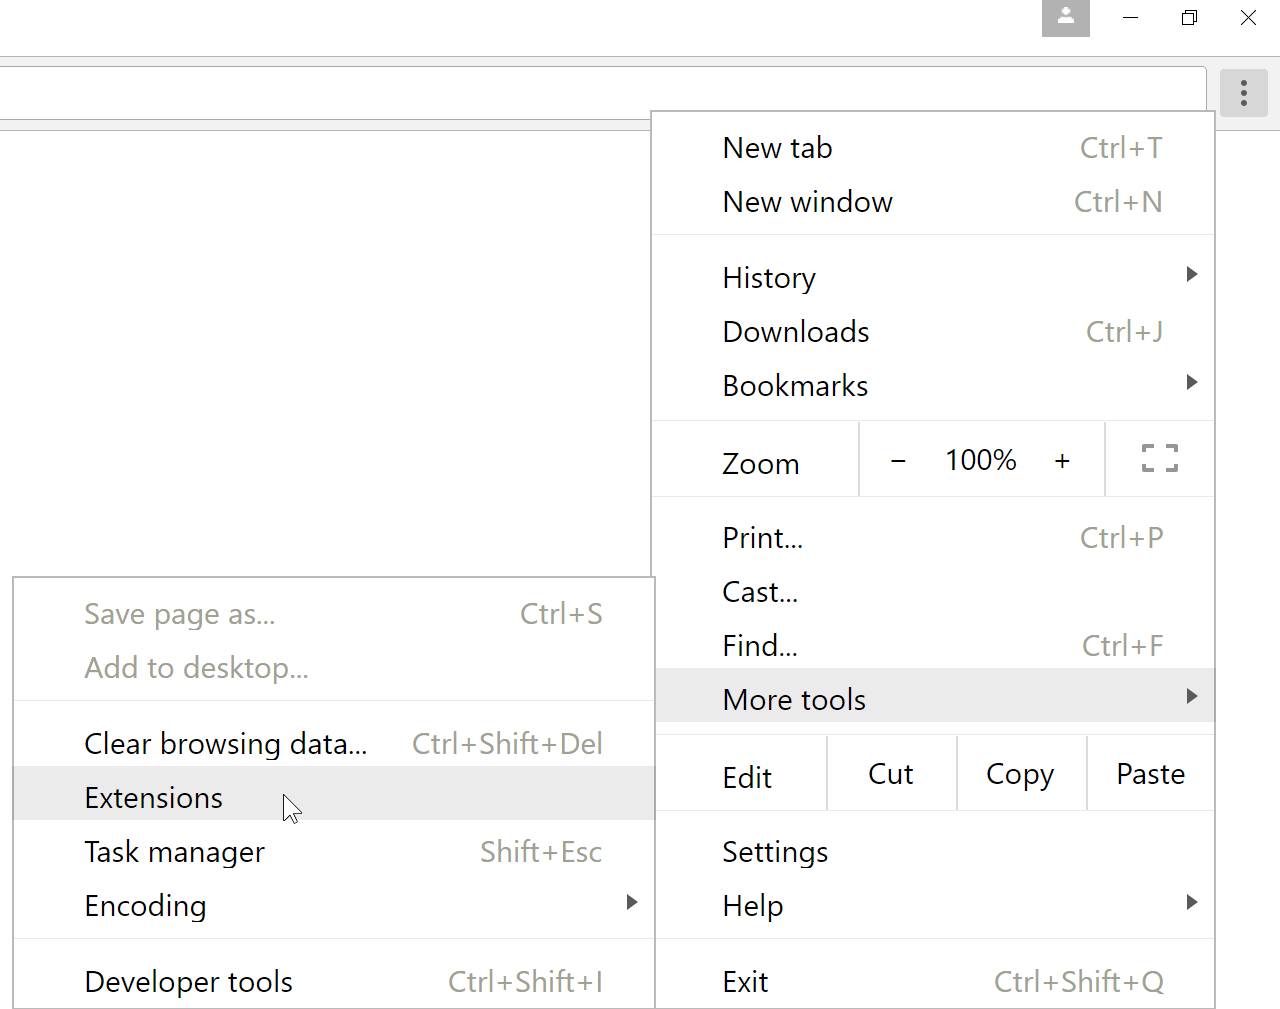 New tab Ctrl+T
New window Ctrl+N
History
Downloads Ctrl+J
Bookmarks
Zoom − 100% +
Print... Ctrl+P
Cast...
Find... Ctrl+F
More tools
Edit Cut Copy Paste
Settings
Help
Exit Ctrl+Shift+Q
Save page as... Ctrl+S
Add to desktop...
Clear browsing data... Ctrl+Shift+Del
Extensions
Task manager Shift+Esc
Encoding
Developer tools Ctrl+Shift+I